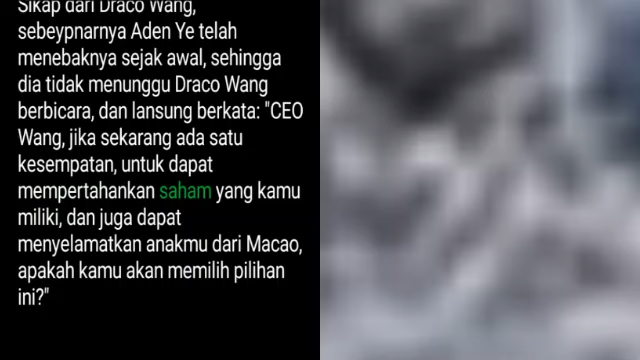 Sikap dari Draco Wang,
sebeypnarnya Aden Ye telah
menebaknya sejak awal, sehingga
dia tidak menunggu Draco Wang
berbicara, dan lansung berkata: "CEO
Wang, jika sekarang ada satu
kesempatan, untuk dapat
mempertahankan saham yang kamu
miliki, dan juga dapat
menyelamatkan anakmu dari Macao,
apakah kamu akan memilih pilihan
ini?"